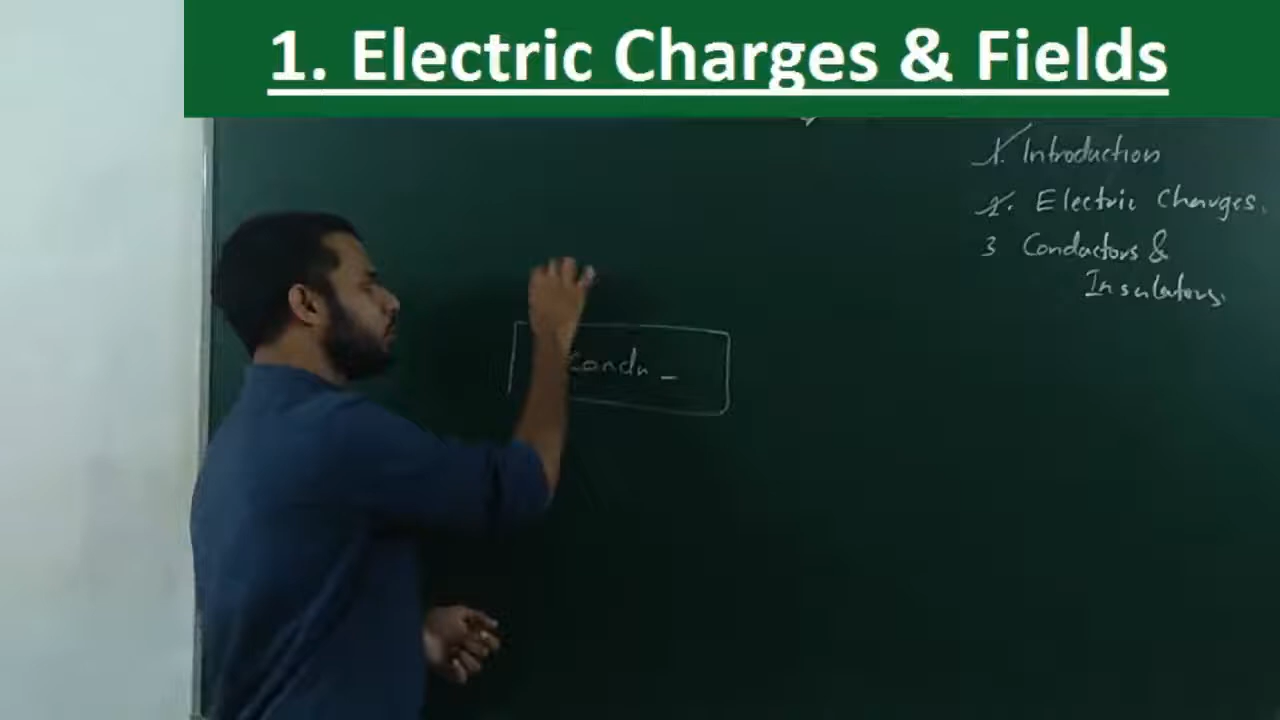 1. Electric Charges & Fields
1. Introduction
2. Electric Charges.
3 Conductors &
Insulators.
Condu _